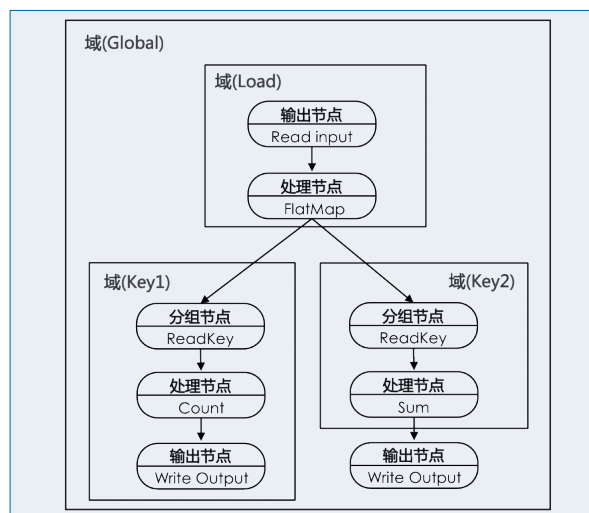 域(Global)
域(Load)
输出节点
Read input
处理节点
FlatMap
域(Key1)
分组节点
ReadKey
处理节点
Count
输出节点
Write Output
域(Key2)
分组节点
ReadKey
处理节点
Sum
输出节点
Write Output